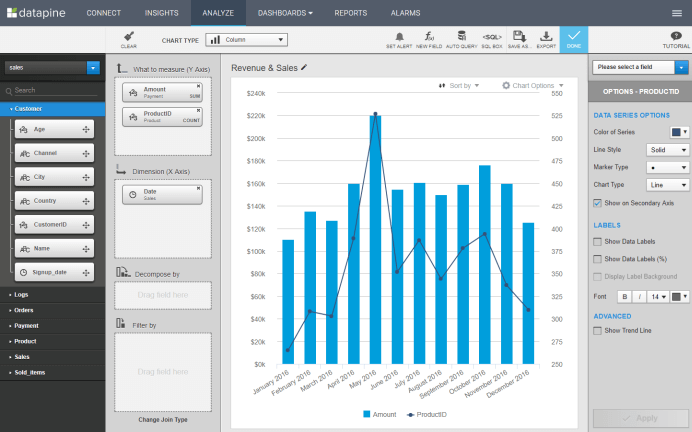 datapine
CONNECT INSIGHTS ANALYZE DASHBOARDS REPORTS ALARMS
CLEAR
CHART TYPE Column
SET ALERT NEW FIELD AUTO QUERY SQL BOX SAVE AS... EXPORT DONE TUTORIAL
f(x) <SQL>
sales
Search
Customer
Age
ABC Channel
ABC City
ABC Country
CustomerID
ABC Name
Signup_date
Logs
Orders
Payment
Product
Sales
Sold_items
What to measure (Y Axis)
Amount
Payment SUM
ProductID
Product COUNT
Dimension (X Axis)
Date
Sales
Decompose by
Drag field here
Filter by
Drag field here
Change Join Type
Revenue & Sales
Sort by Chart Options
$240k 550
$220k 525
$200k 500
$180k 475
$160k 450
$140k 425
$120k 400
$100k 375
$80k 350
$60k 325
$40k 300
$20k 275
$0k 250
January 2016
February 2016
March 2016
April 2016
May 2016
June 2016
July 2016
August 2016
September 2016
October 2016
November 2016
December 2016
Amount ProductID
Please select a field
OPTIONS - PRODUCTID
DATA SERIES OPTIONS
Color of Series
Line Style Solid
Marker Type
Chart Type Line
Show on Secondary Axis
LABELS
Show Data Labels
Show Data Labels (%)
Display Label Background
Font B I 14
ADVANCED
Show Trend Line
Apply